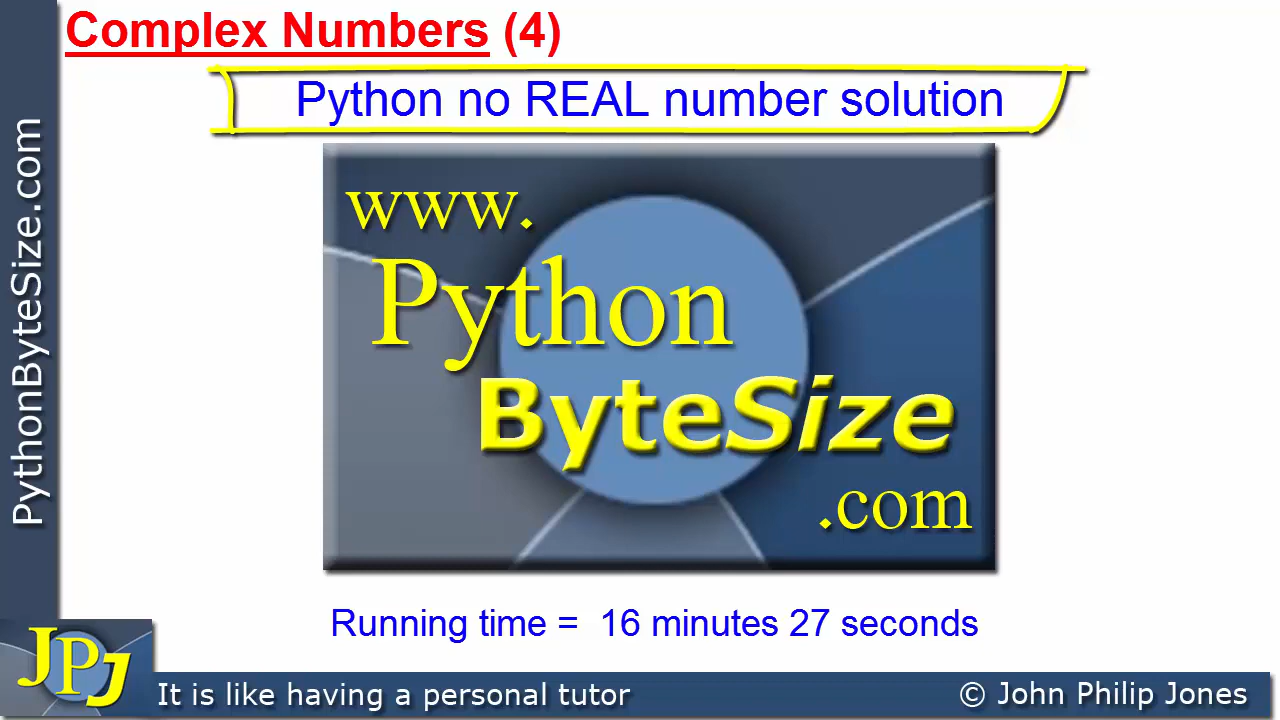 Complex Numbers (4)
Python no REAL number solution
PythonByteSize.com
www.
Python
ByteSize
.com
Running time = 16 minutes 27 seconds
JPJ
It is like having a personal tutor
© John Philip Jones